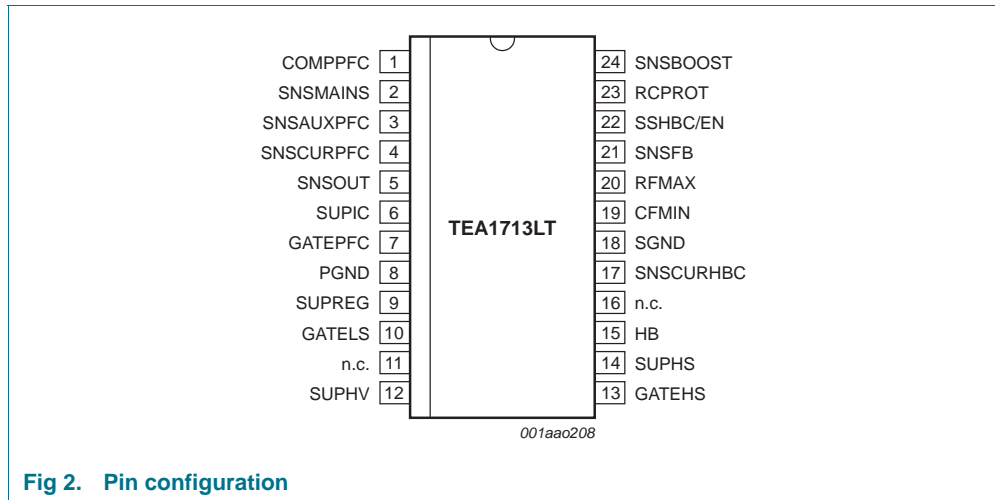 COMPPFC 1
SNSMAINS 2
SNSAUXPFC 3
SNSCURPFC 4
SNSOUT 5
SUPIC 6
GATEPFC 7
PGND 8
SUPREG 9
GATELS 10
n.c. 11
SUPHV 12
TEA1713LT
24 SNSBOOST
23 RCPROT
22 SSHBC/EN
21 SNSFB
20 RFMAX
19 CFMIN
18 SGND
17 SNSCURHBC
16 n.c.
15 HB
14 SUPHS
13 GATEHS
001aao208
Fig 2. Pin configuration